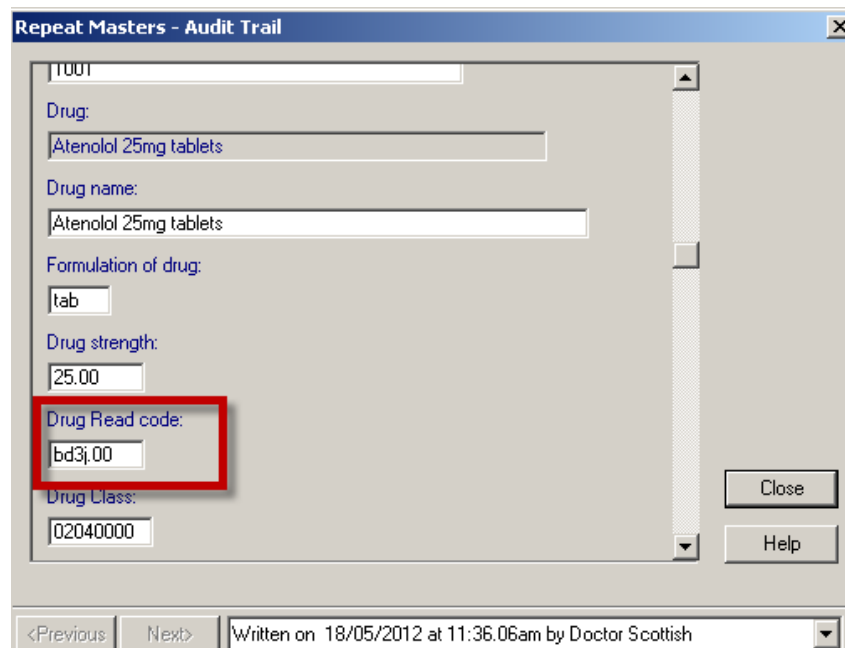 Repeat Masters - Audit Trail
Drug:
Atenolol 25mg tablets
Drug name:
Atenolol 25mg tablets
Formulation of drug:
tab
Drug strength:
25.00
Drug Read code:
bd3j.00
Drug Class:
02040000
Close
Help
<Previous Next> Written on 18/05/2012 at 11:36.06am by Doctor Scottish